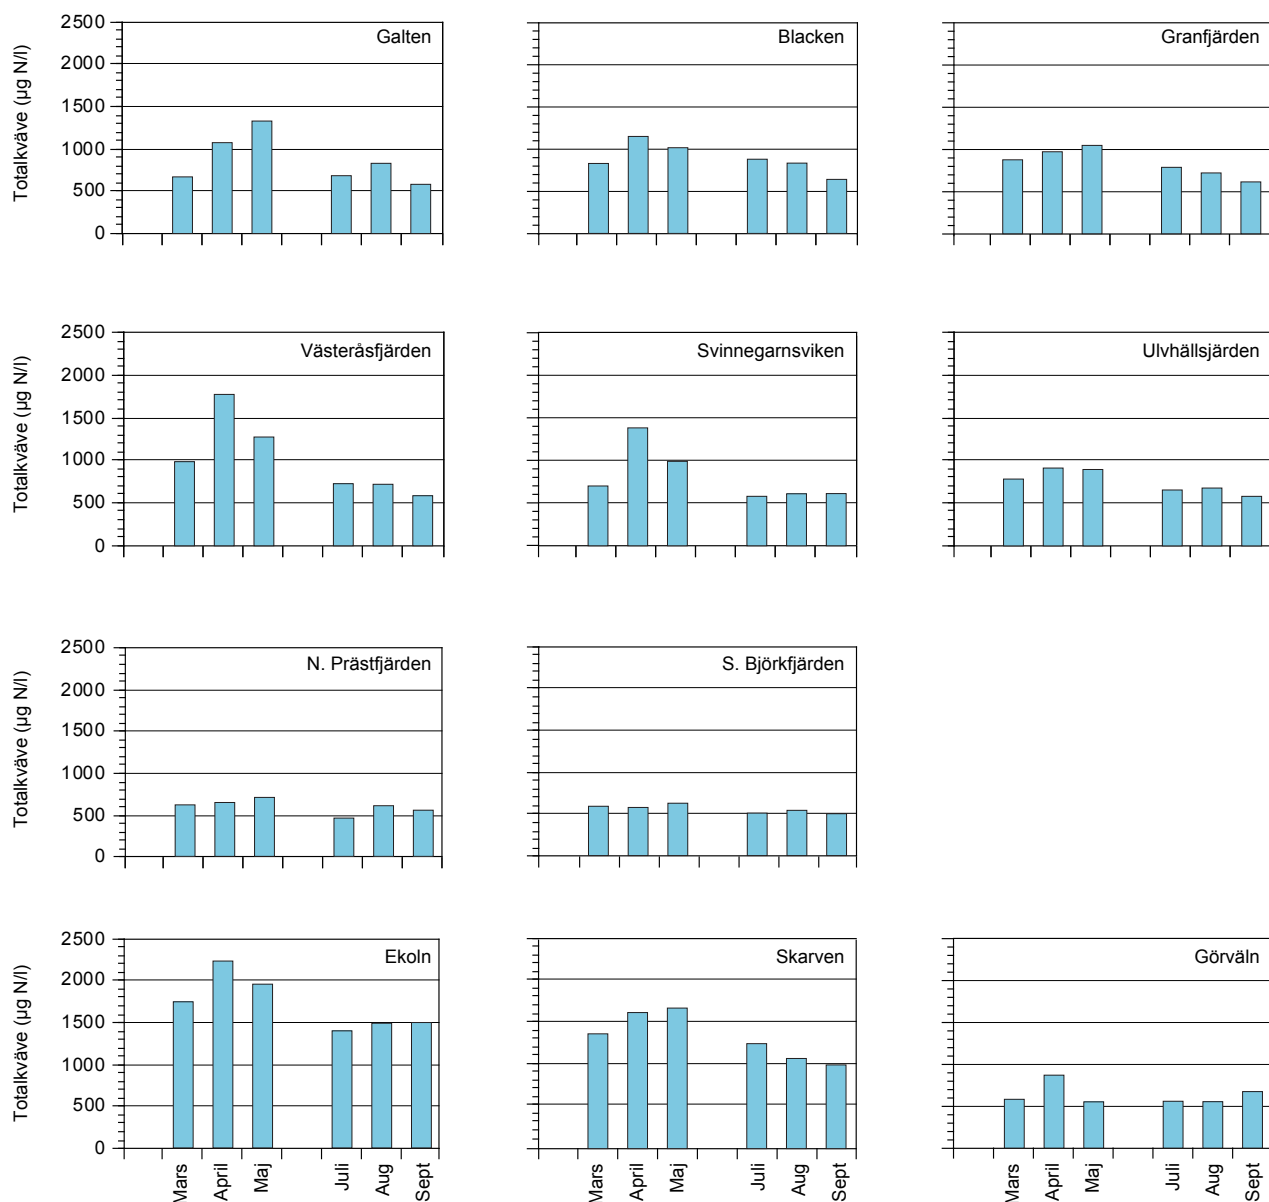 Totalkväve (µg N/l)
2500
2000
1500
1000
500
0
Galten
Blacken
Granfjärden
Totalkväve (µg N/l)
2500
2000
1500
1000
500
0
Västeråsfjärden
Svinnegarnsviken
Ulvhällsjärden
Totalkväve (µg N/l)
2500
2000
1500
1000
500
0
N. Prästfjärden
S. Björkfjärden
Totalkväve (µg N/l)
2500
2000
1500
1000
500
0
Ekoln
Skarven
Görväln
Mars
April
Maj
Juli
Aug
Sept
Mars
April
Maj
Juli
Aug
Sept
Mars
April
Maj
Juli
Aug
Sept